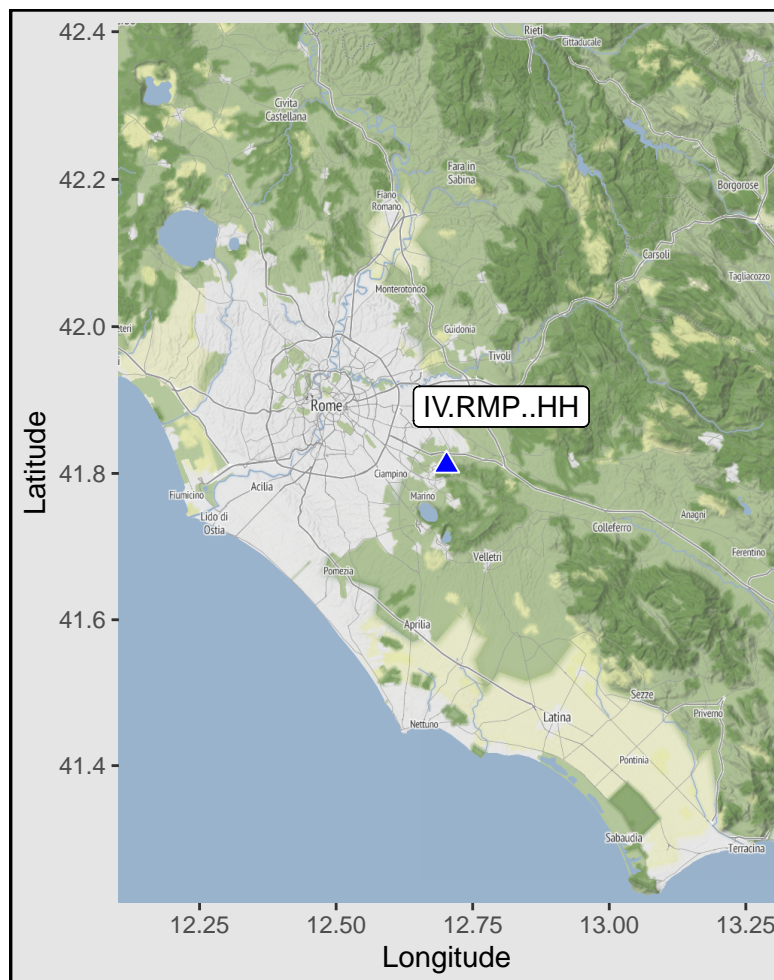 42.4
42.2
42.0
41.8
41.6
41.4
Latitude
Rieti
Cittaducale
Civita
Castellana
Fara in
Sabina
Borgorose
Fiano
Romano
Carsoli
Tagliacozzo
Monterotondo
Guidonia
Tivoli
Rome
IV.RMP..HH
Ciampino
Acilia
Fiumicino
Marino
Lido di
Ostia
Anagni
Colleferro
Ferentino
Velletri
Pomezia
Aprilia
Sezze
Priverno
Latina
Nettuno
Pontinia
Sabaudia
Terracina
12.25
12.50
12.75
13.00
13.25
Longitude